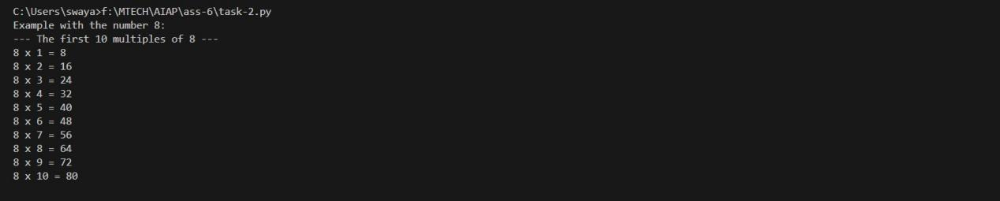 C:\Users\swaya>f:\MTECH\AIAP\ass-6\task-2.py
Example with the number 8:
--- The first 10 multiples of 8 ---
8 x 1 = 8
8 x 2 = 16
8 x 3 = 24
8 x 4 = 32
8 x 5 = 40
8 x 6 = 48
8 x 7 = 56
8 x 8 = 64
8 x 9 = 72
8 x 10 = 80